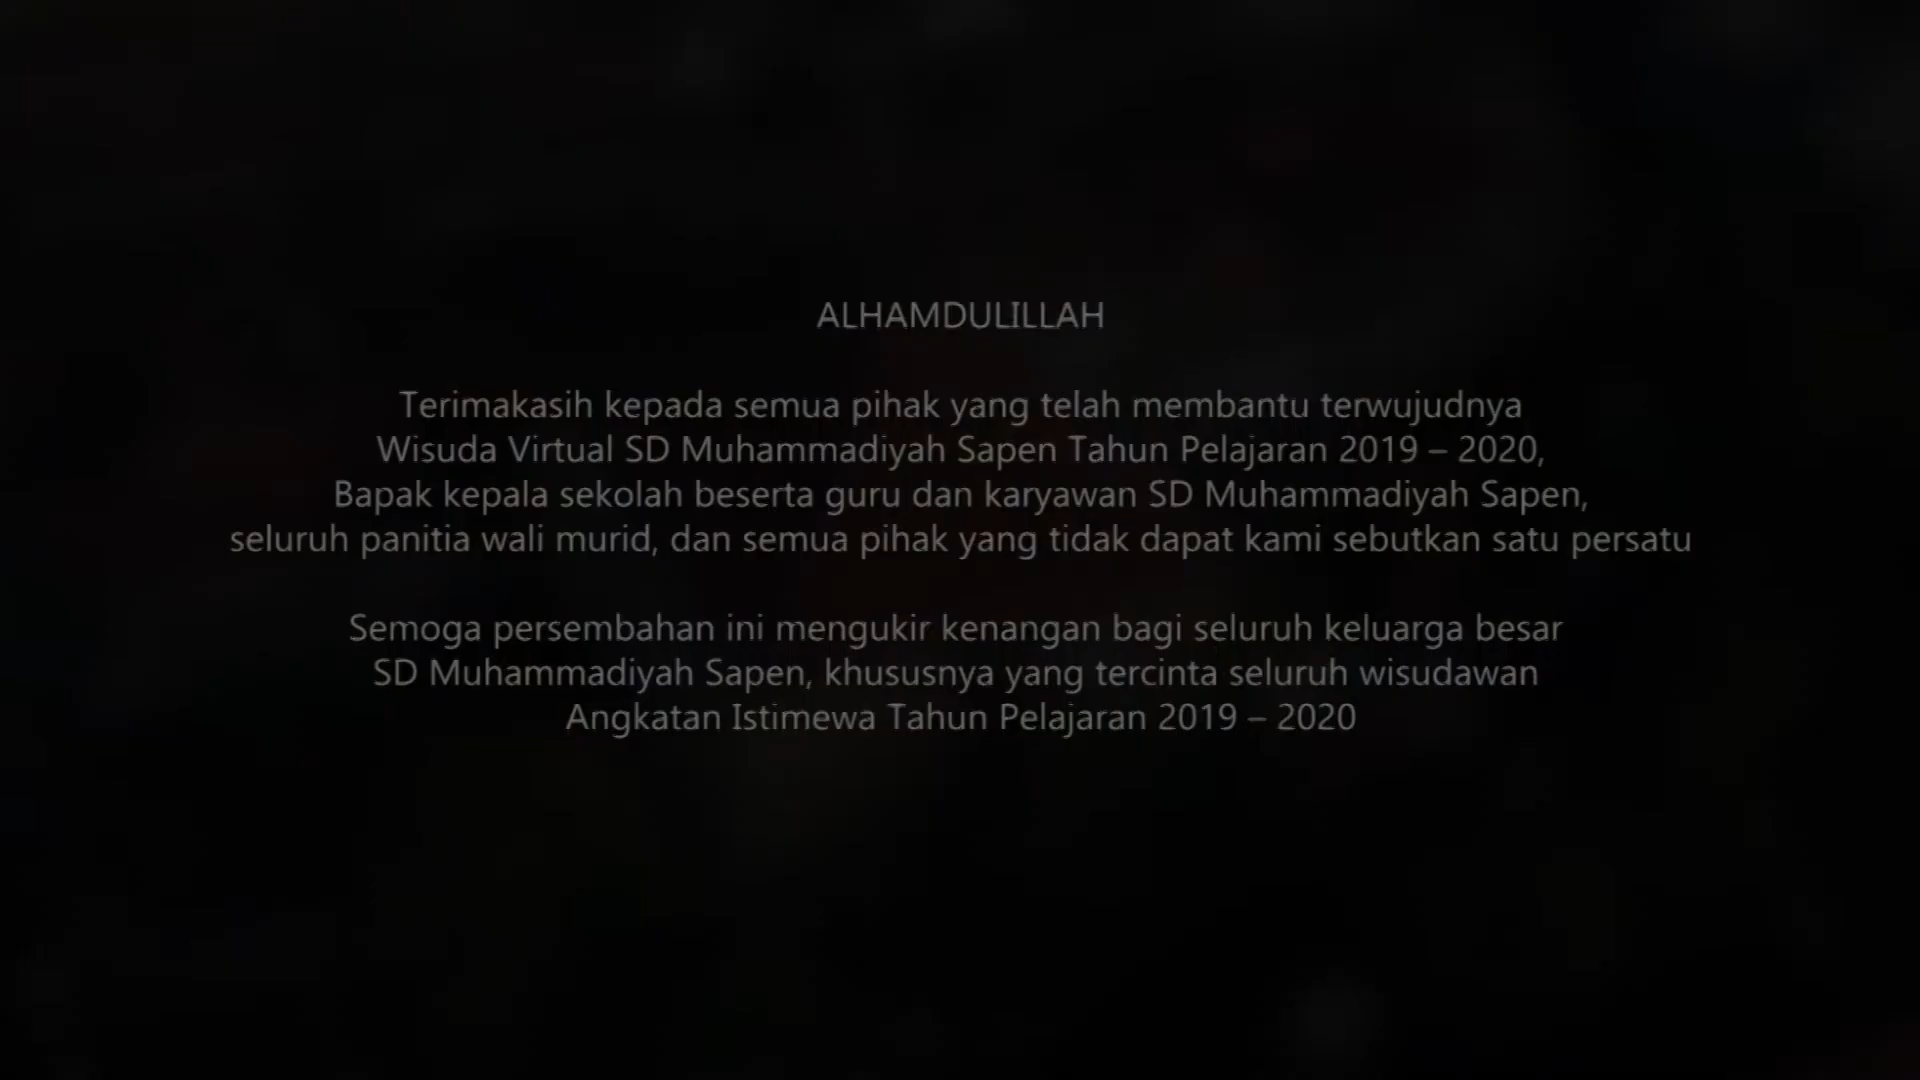 ALHAMDULILLAH
Terimakasih kepada semua pihak yang telah membantu terwujudnya
Wisuda Virtual SD Muhammadiyah Sapen Tahun Pelajaran 2019 – 2020,
Bapak kepala sekolah beserta guru dan karyawan SD Muhammadiyah Sapen,
seluruh panitia wali murid, dan semua pihak yang tidak dapat kami sebutkan satu persatu
Semoga persembahan ini mengukir kenangan bagi seluruh keluarga besar
SD Muhammadiyah Sapen, khususnya yang tercinta seluruh wisudawan
Angkatan Istimewa Tahun Pelajaran 2019 – 2020